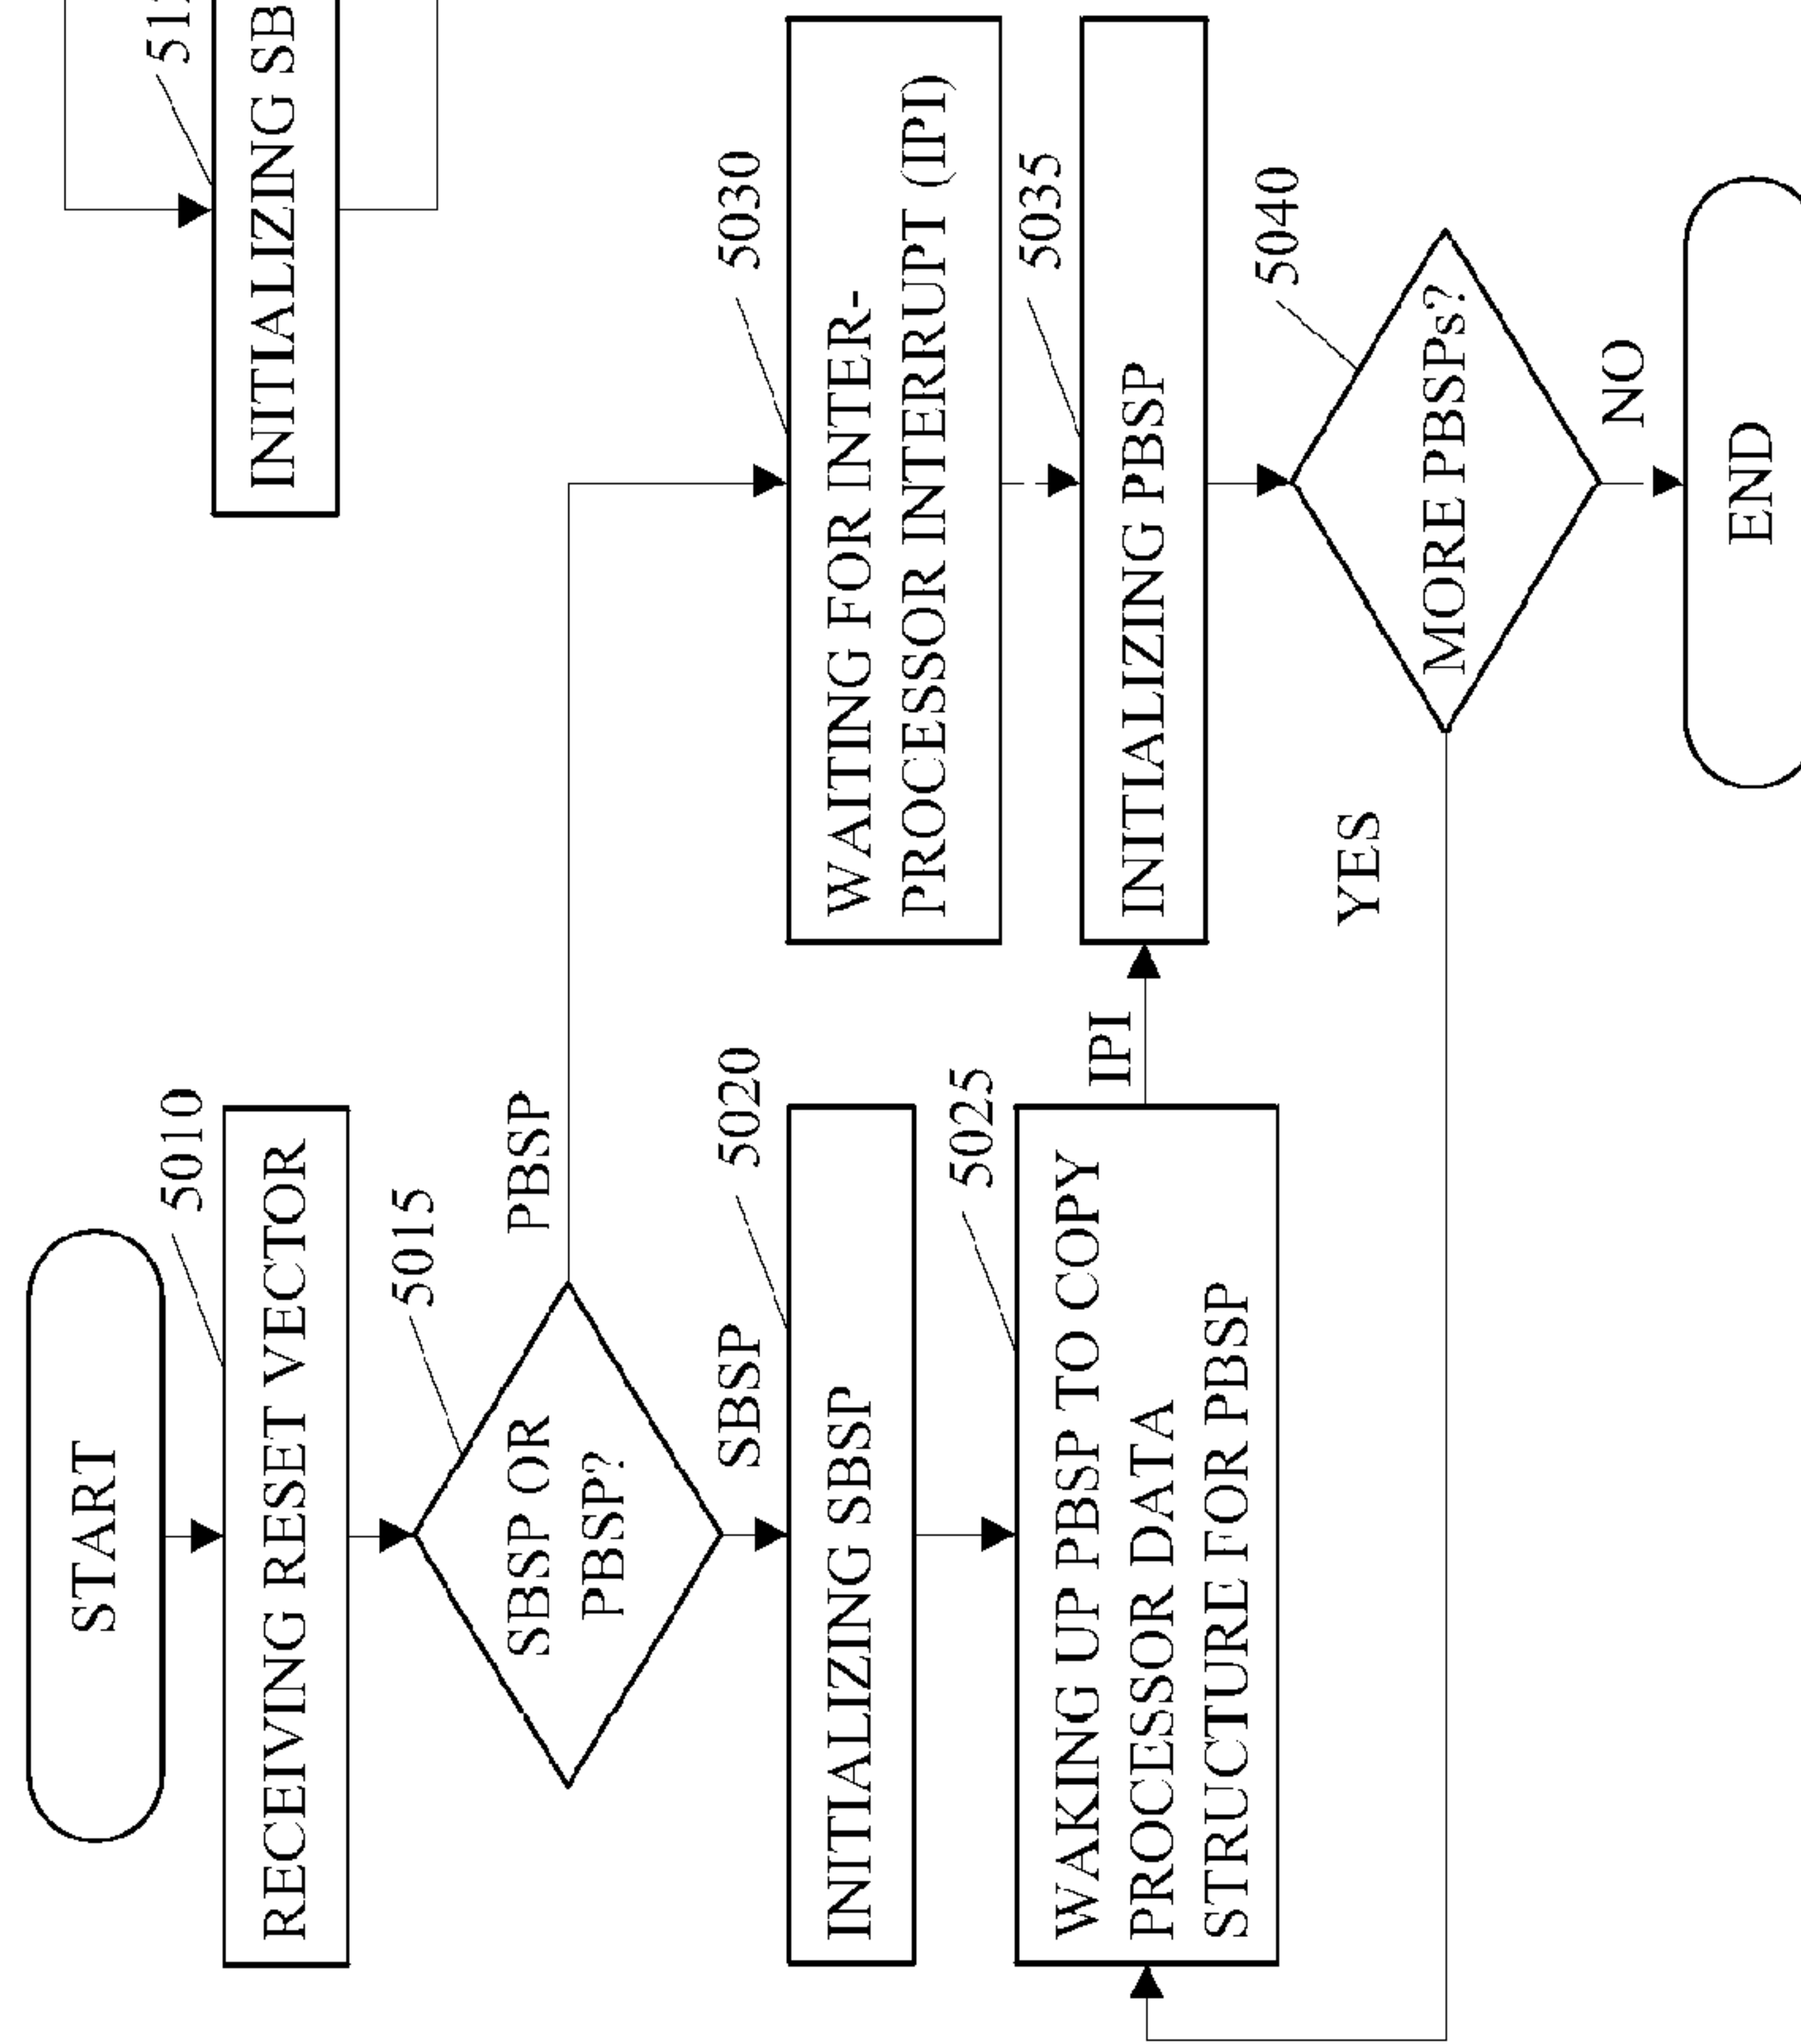 START
5010
RECEIVING RESET VECTOR
5015
SBSP OR
PBSP?
PBSP
SBSP
5020
INITIALIZING SBSP
5025
WAKING UP PBSP TO COPY
PROCESSOR DATA
STRUCTURE FOR PBSP
IPI
5030
WAITING FOR INTER-
PROCESSOR INTERRUPT (IPI)
5035
INITIALIZING PBSP
5040
MORE PBSPs?
YES
NO
END
INITIALIZING